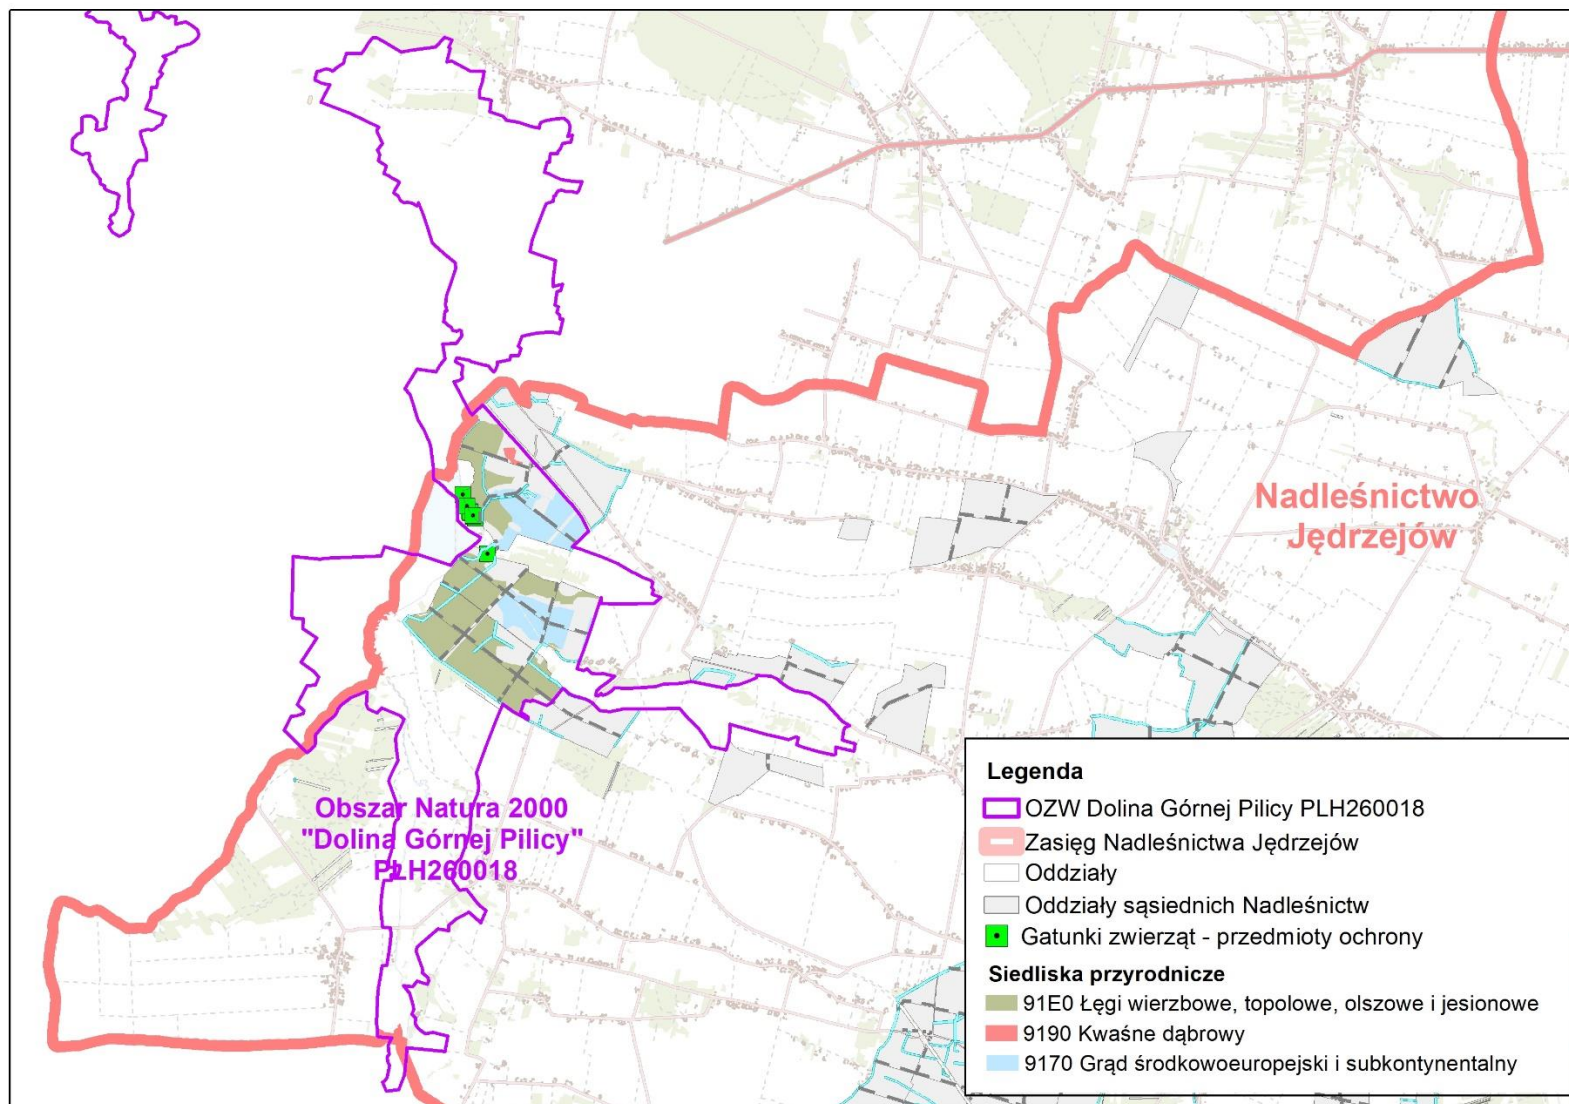 Nadleśnictwo
Jędrzejów
Obszar Natura 2000
"Dolina Górnej Pilicy"
PLH260018
Legenda
OZW Dolina Górnej Pilicy PLH260018
Zasięg Nadleśnictwa Jędrzejów
Oddziały
Oddziały sąsiednich Nadleśnictw
Gatunki zwierząt - przedmioty ochrony
Siedliska przyrodnicze
91E0 Łęgi wierzbowe, topolowe, olszowe i jesionowe
9190 Kwaśne dąbrowy
9170 Grąd środkowoeuropejski i subkontynentalny